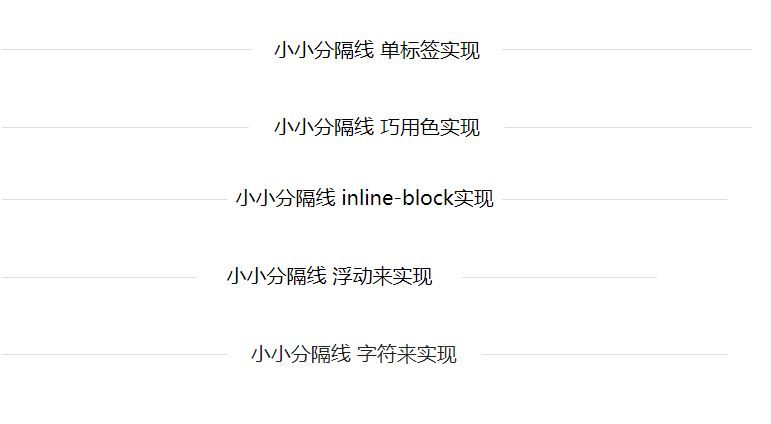 小小分隔线 单标签实现
小小分隔线 巧用色实现
小小分隔线 inline-block实现
小小分隔线 浮动来实现
小小分隔线 字符来实现